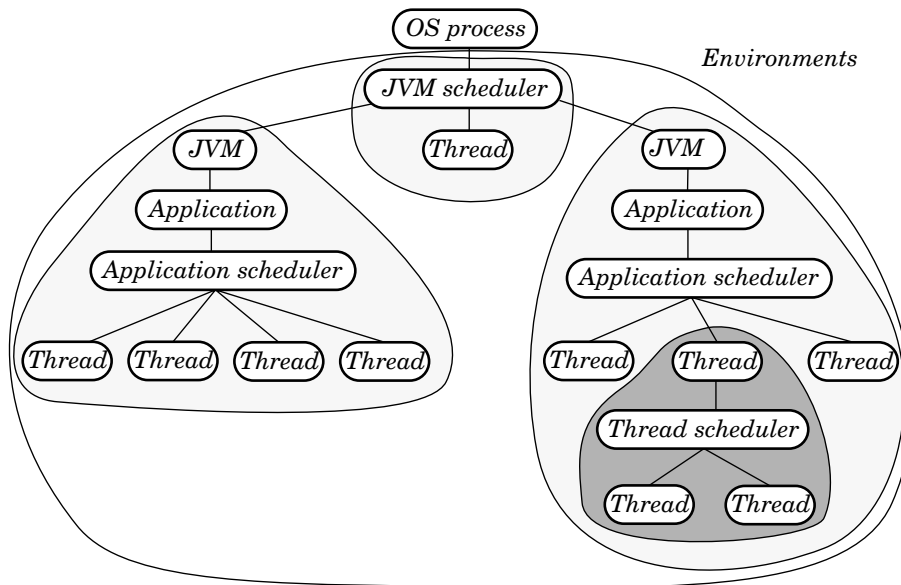 OS process
Environments
JVM scheduler
JVM
Thread
JVM
Application
Application
Application scheduler
Application scheduler
Thread
Thread
Thread
Thread
Thread
Thread
Thread
Thread scheduler
Thread
Thread